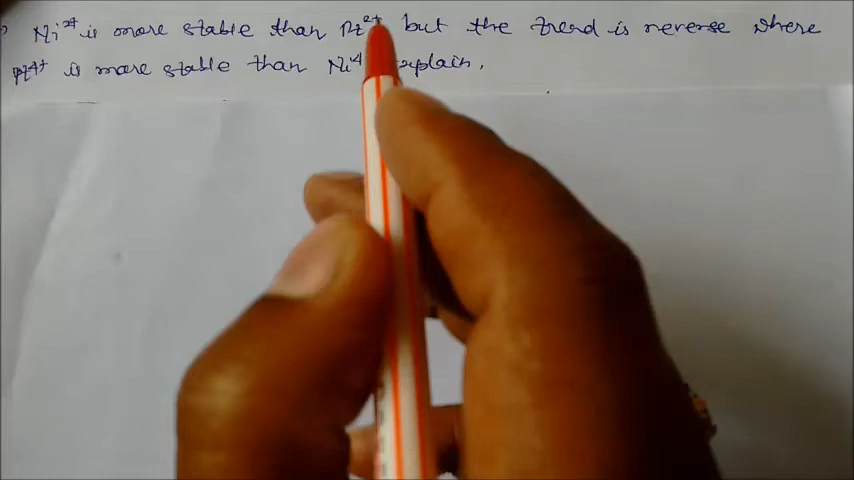 Ni²⁺ is more stable than Pt²⁺ but the trend is reverse where
pt⁴⁺ is more stable than Ni⁴ explain.